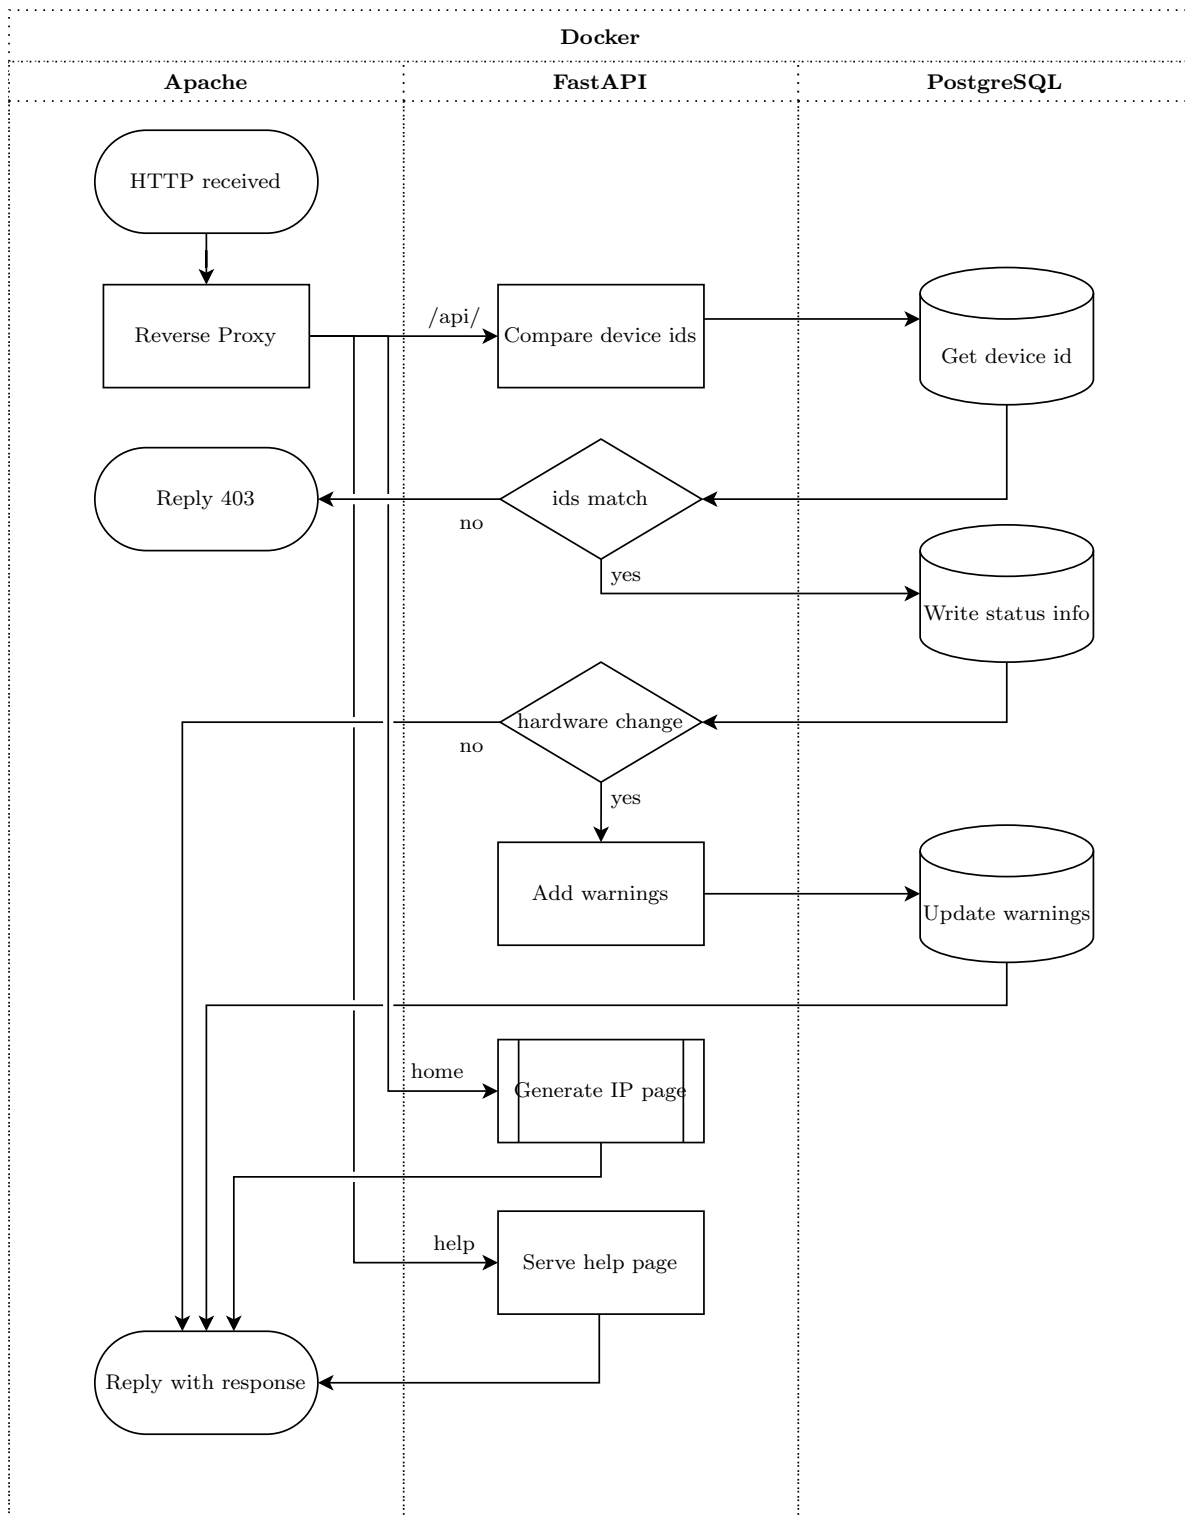 Docker
Apache
FastAPI
PostgreSQL
HTTP received
Reverse Proxy
/api/
Compare device ids
Get device id
Reply 403
no
ids match
yes
Write status info
hardware change
no
yes
Add warnings
Update warnings
home
Generate IP page
help
Serve help page
Reply with response